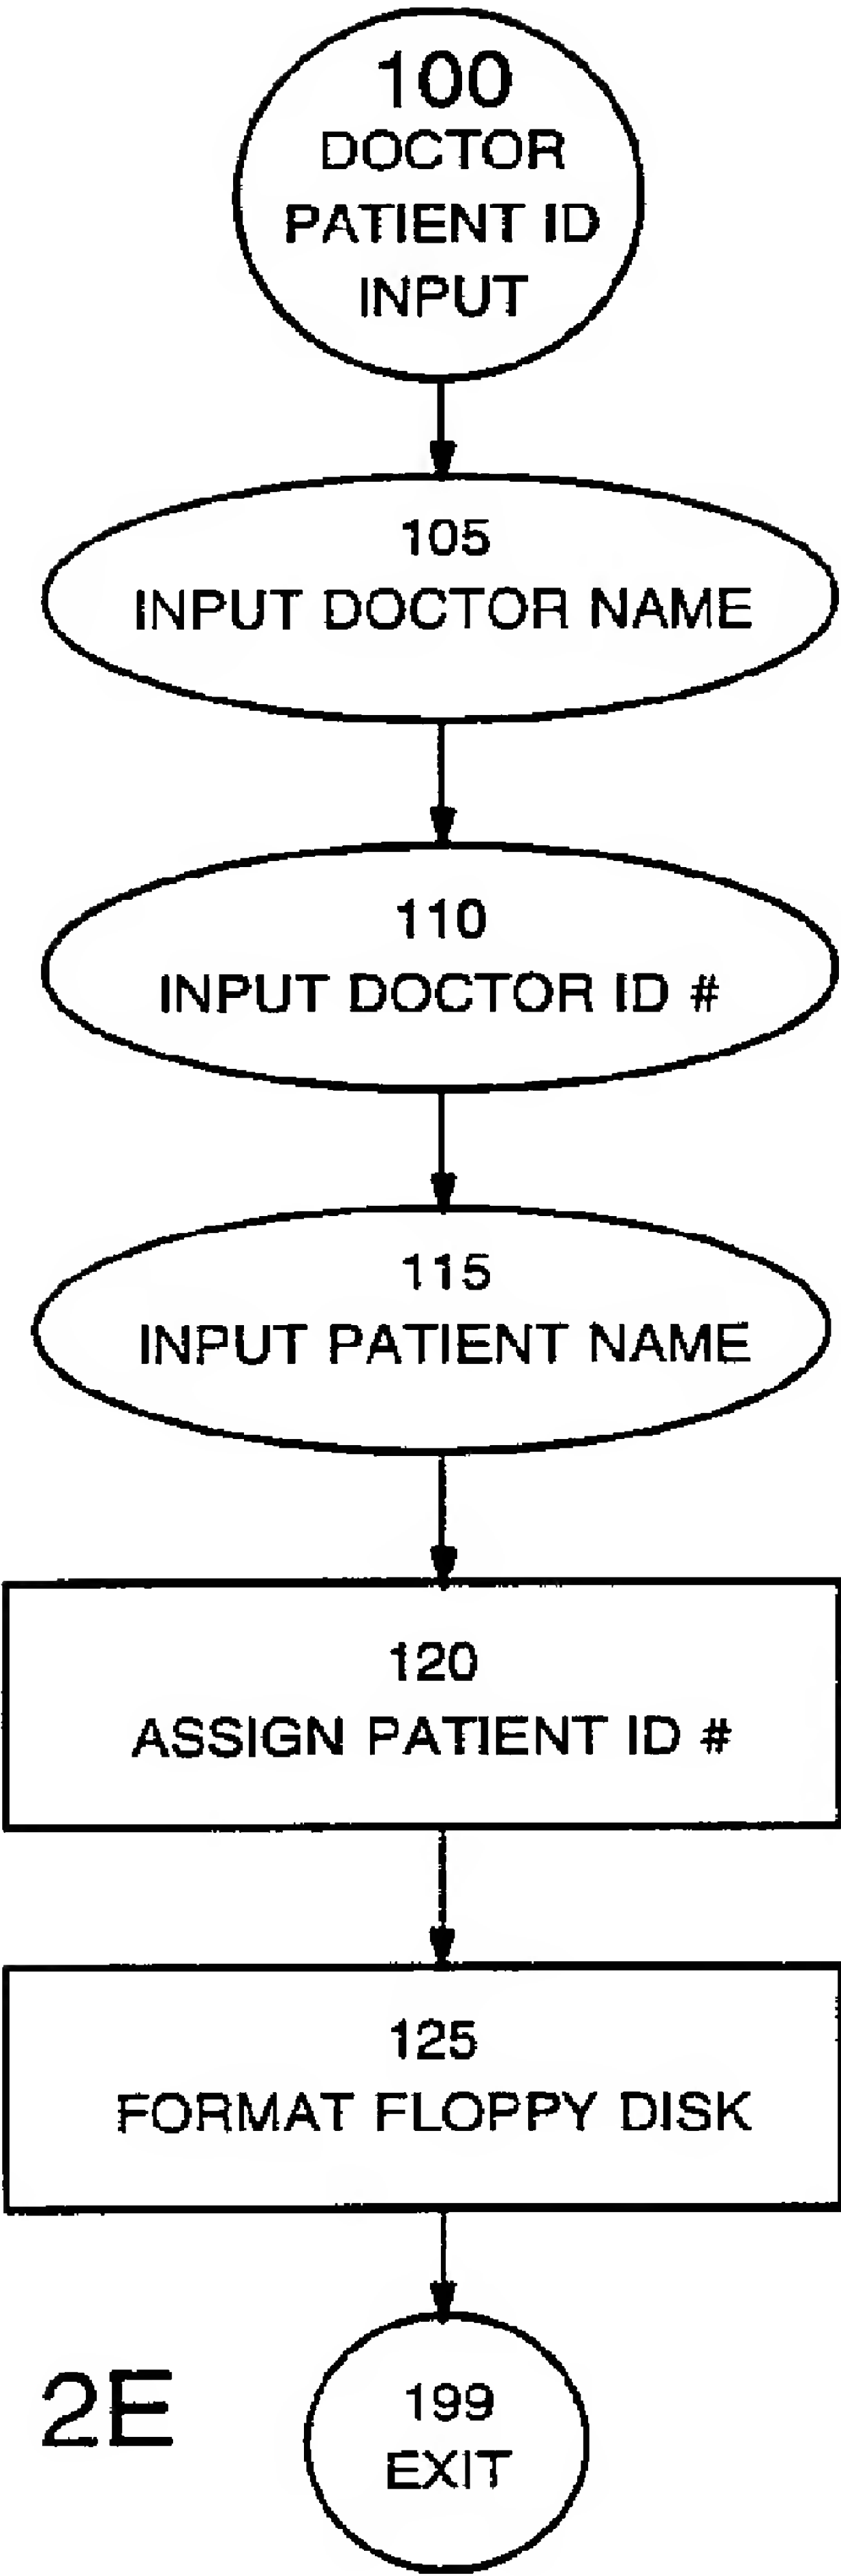 100
DOCTOR
PATIENT ID
INPUT
105
INPUT DOCTOR NAME
110
INPUT DOCTOR ID #
115
INPUT PATIENT NAME
120
ASSIGN PATIENT ID #
125
FORMAT FLOPPY DISK
2E
199
EXIT